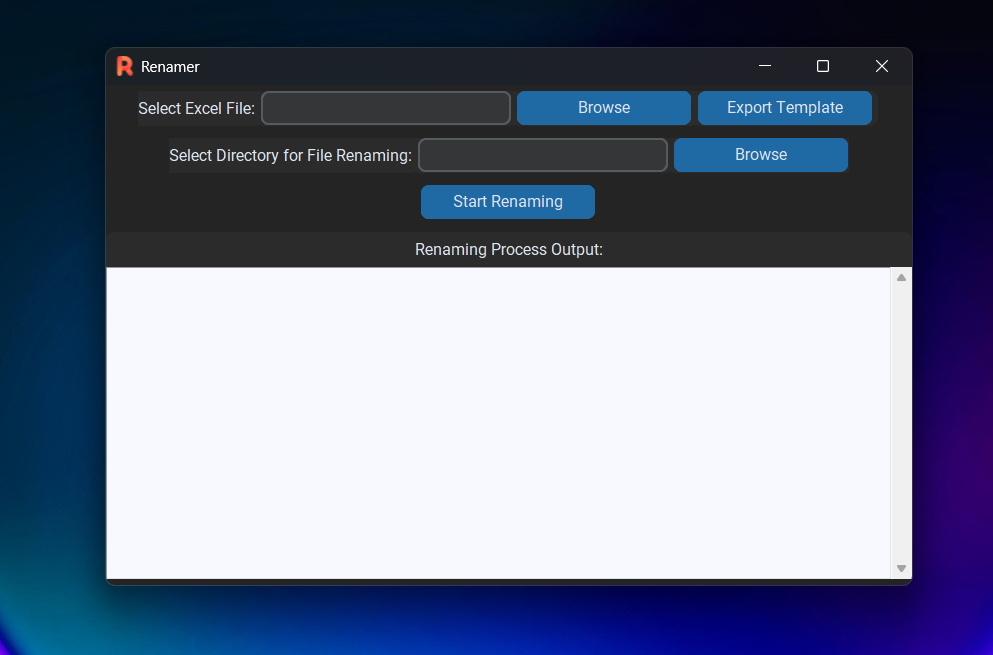 R Renamer
Select Excel File: Browse Export Template
Select Directory for File Renaming: Browse
Start Renaming
Renaming Process Output: